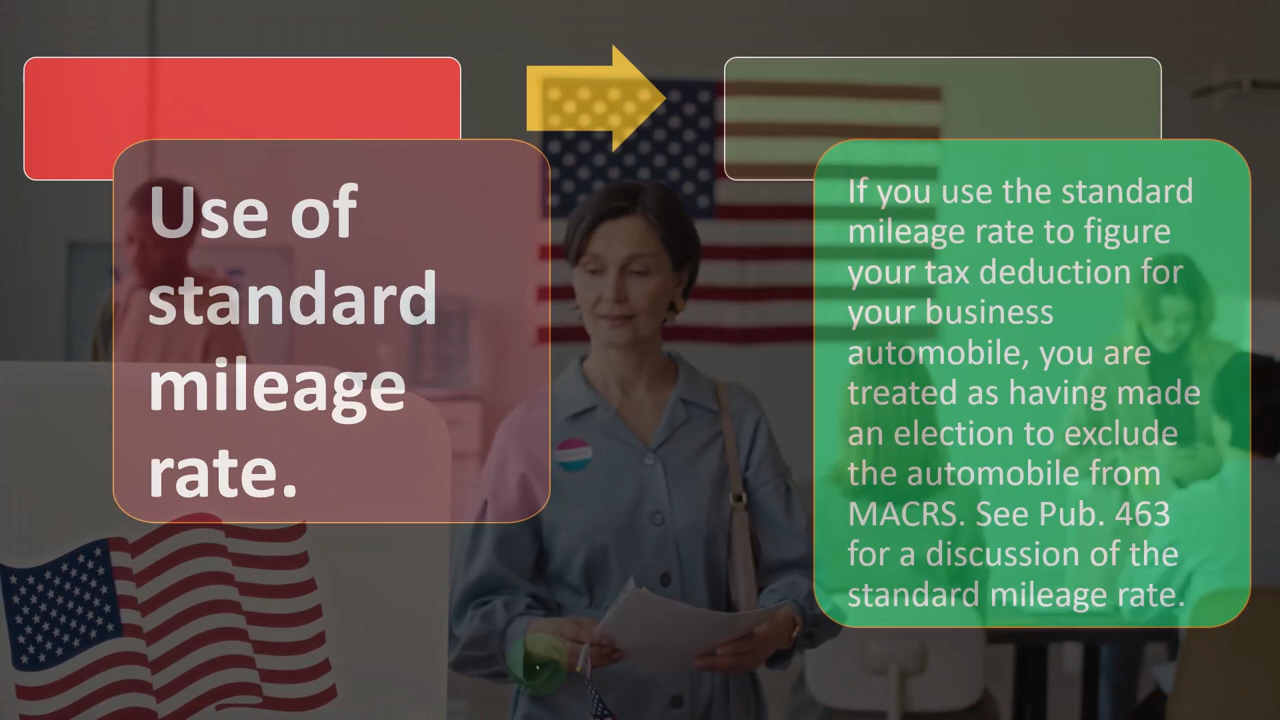 Use of
standard
mileage
rate.
If you use the standard
mileage rate to figure
your tax deduction for
your business
automobile, you are
treated as having made
an election to exclude
the automobile from
MACRS. See Pub. 463
for a discussion of the
standard mileage rate.